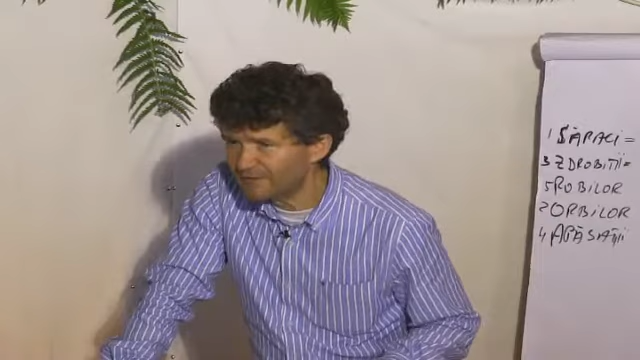 1 SĂRACI =
3 ZDROBIȚI =
5 ROBILOR
2 ORBILOR
4 APĂSAȚII